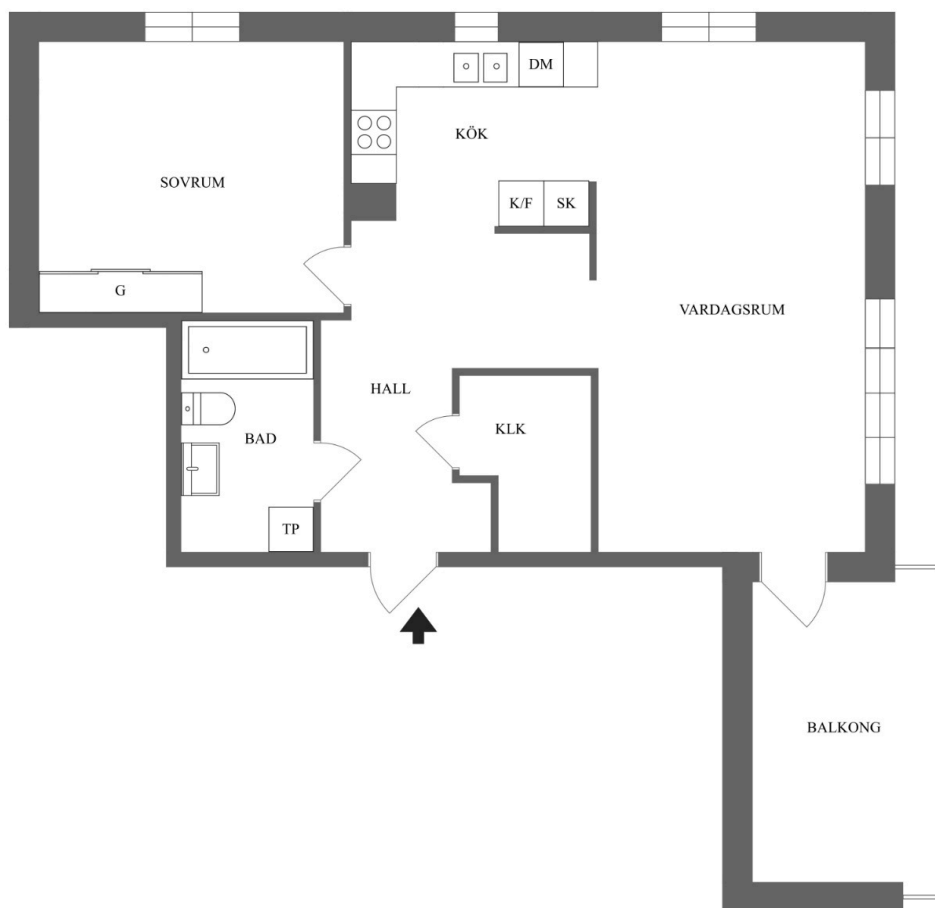 DM
KÖK
SOVRUM
K/F
SK
G
VARDAGSRUM
HALL
KLK
BAD
TP
BALKONG